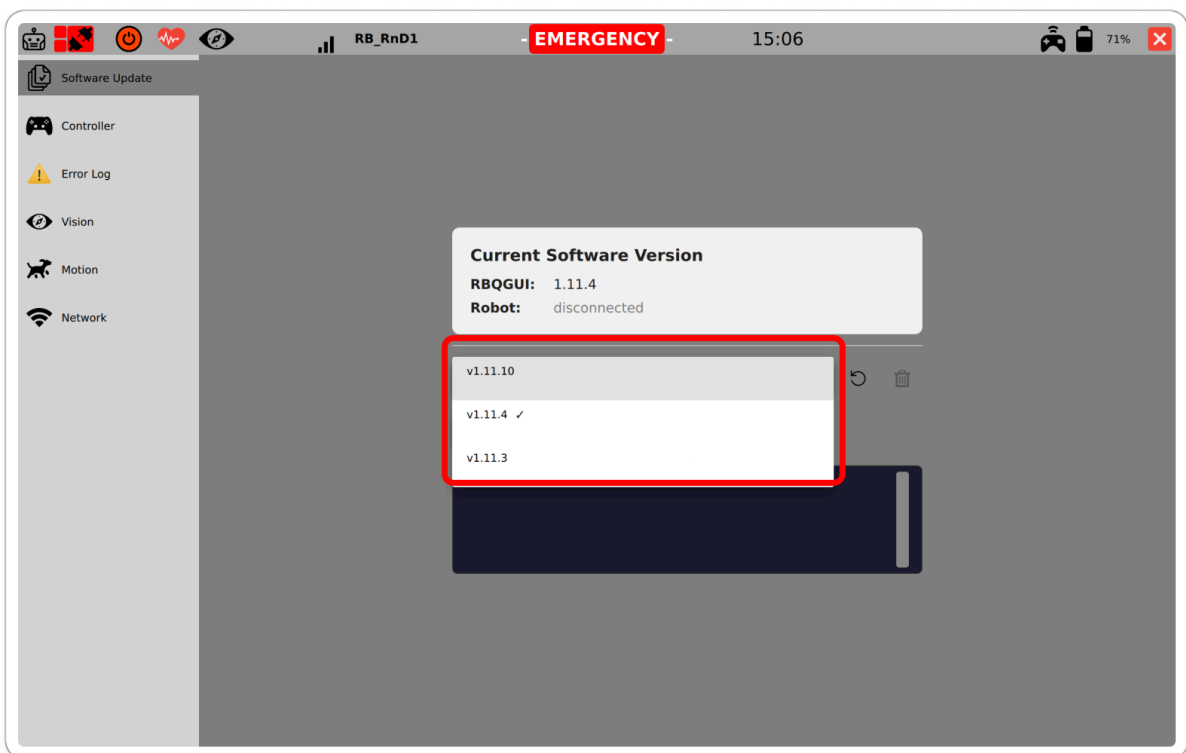 RB_RnD1 - EMERGENCY - 15:06 71%
Software Update
Controller
Error Log
Vision
Motion
Network
Current Software Version
RBQGUI: 1.11.4
Robot: disconnected
v1.11.10
v1.11.4 ✓
v1.11.3